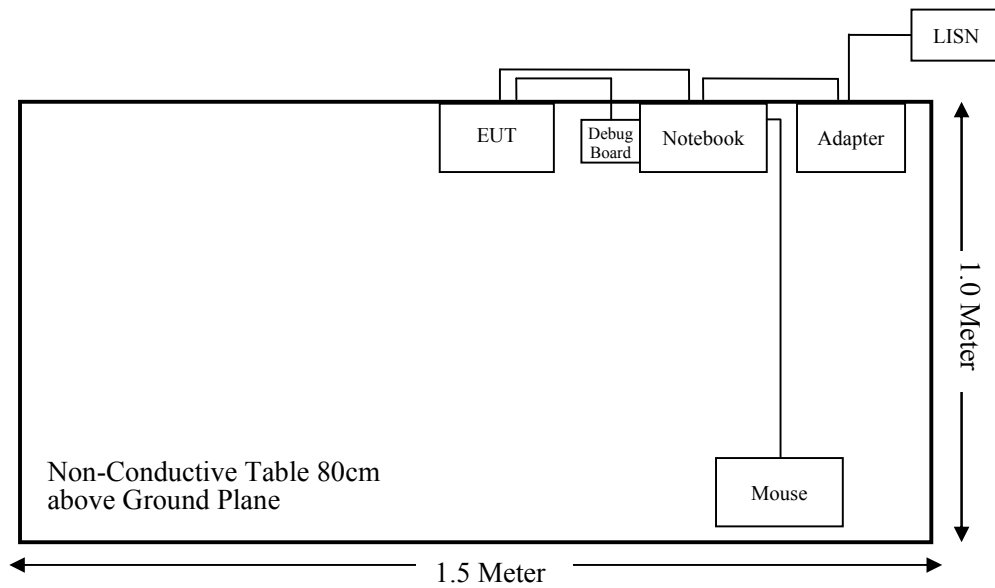 LISN
EUT
Debug
Board
Notebook
Adapter
1.0 Meter
Non-Conductive Table 80cm
above Ground Plane
Mouse
1.5 Meter